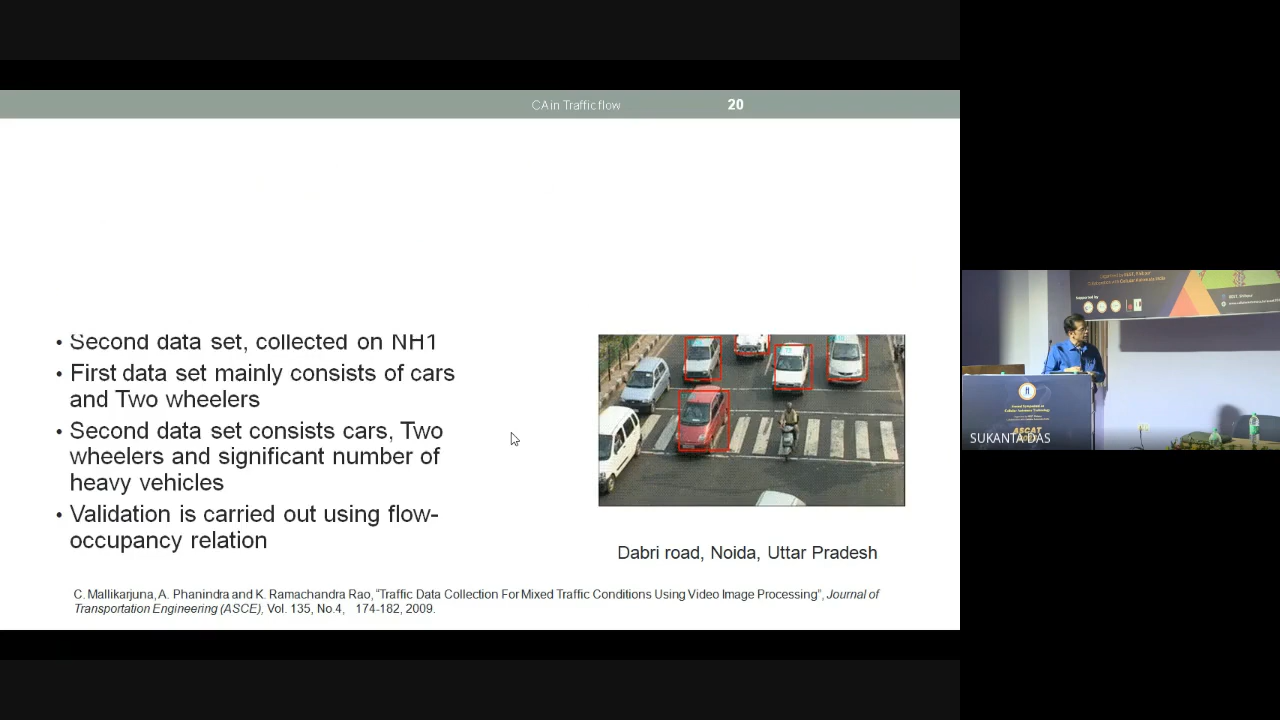 CA in Traffic flow
20
• Second data set, collected on NH1
• First data set mainly consists of cars
and Two wheelers
• Second data set consists cars, Two
wheelers and significant number of
heavy vehicles
• Validation is carried out using flow-
occupancy relation
Dabri road, Noida, Uttar Pradesh
C. Mallikarjuna, A. Phanindra and K. Ramachandra Rao, “Traffic Data Collection For Mixed Traffic Conditions Using Video Image Processing”, Journal of
Transportation Engineering (ASCE), Vol. 135, No.4, 174-182, 2009.
Supported by
SUKANTA DAS